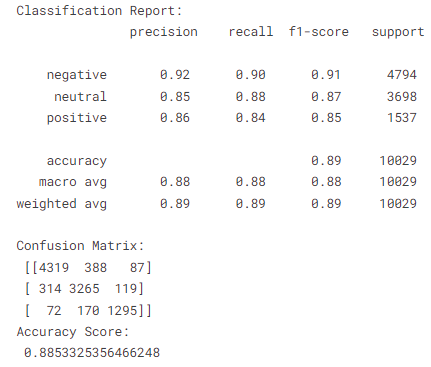 Classification Report:
              precision    recall  f1-score   support

    negative       0.92      0.90      0.91      4794
     neutral       0.85      0.88      0.87      3698
    positive       0.86      0.84      0.85      1537

    accuracy                           0.89     10029
   macro avg       0.88      0.88      0.88     10029
weighted avg       0.89      0.89      0.89     10029

Confusion Matrix:
 [[4319  388   87]
 [ 314 3265  119]
 [  72  170 1295]]
Accuracy Score:
 0.8853325356466248